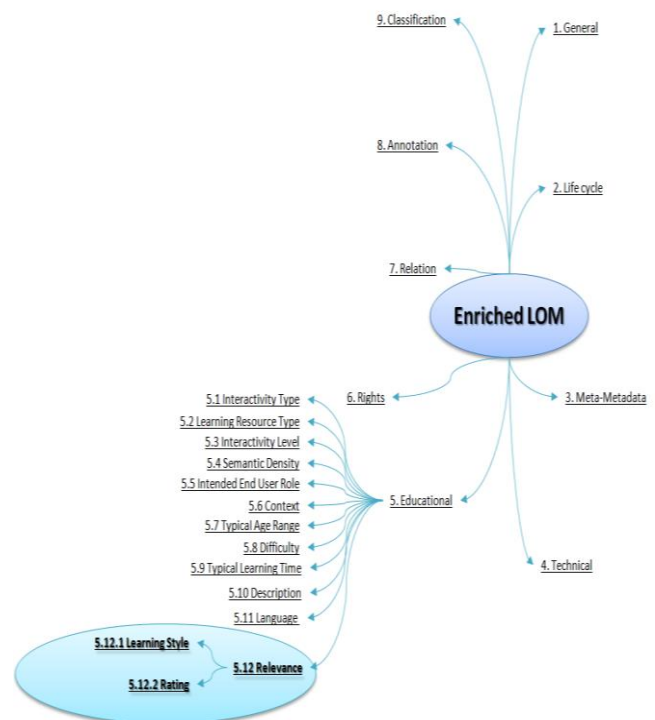 9. Classification
1. General
8. Annotation
2. Life cycle
7. Relation
Enriched LOM
6. Rights
3. Meta-Metadata
5.1 Interactivity Type
5.2 Learning Resource Type
5.3 Interactivity Level
5.4 Semantic Density
5.5 Intended End User Role
5. Educational
5.6 Context
5.7 Typical Age Range
5.8 Difficulty
5.9 Typical Learning Time
4. Technical
5.10 Description
5.11 Language
5.12.1 Learning Style
5.12 Relevance
5.12.2 Rating